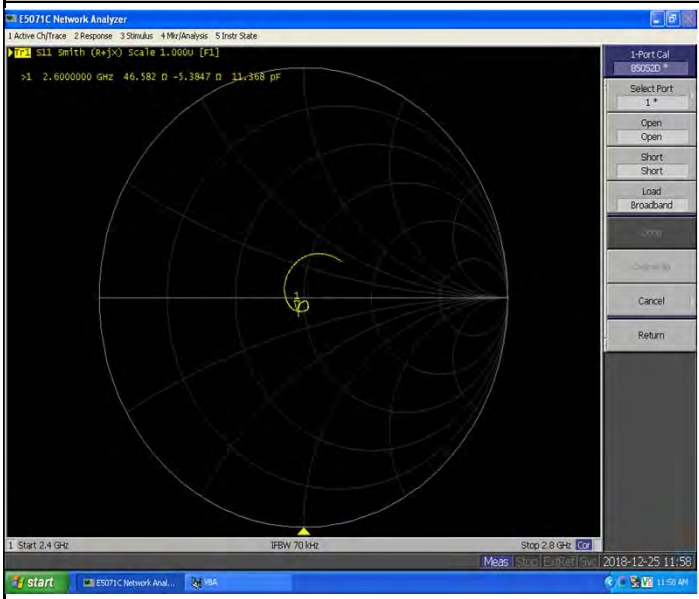 E5071C Network Analyzer
1 Active Ch/Trace 2 Response 3 Stimulus 4 Mkr/Analysis 5 Instr State
Tr1 S11 Smith (R+jX) Scale 1.000U [F1]
>1 2.6000000 GHz 46.582 Ω -5.3847 Ω 11.368 pF
1
1-Port Cal
85052D *
Select Port
1 *
Open
Open
Short
Short
Load
Broadband
Done
Cancel
Return
1 Start 2.4 GHz IFBW 70 kHz Stop 2.8 GHz Cor
Meas Stop ExtRef Svc 2018-12-25 11:58
start E5071C Network Anal... VBA 11:58 AM